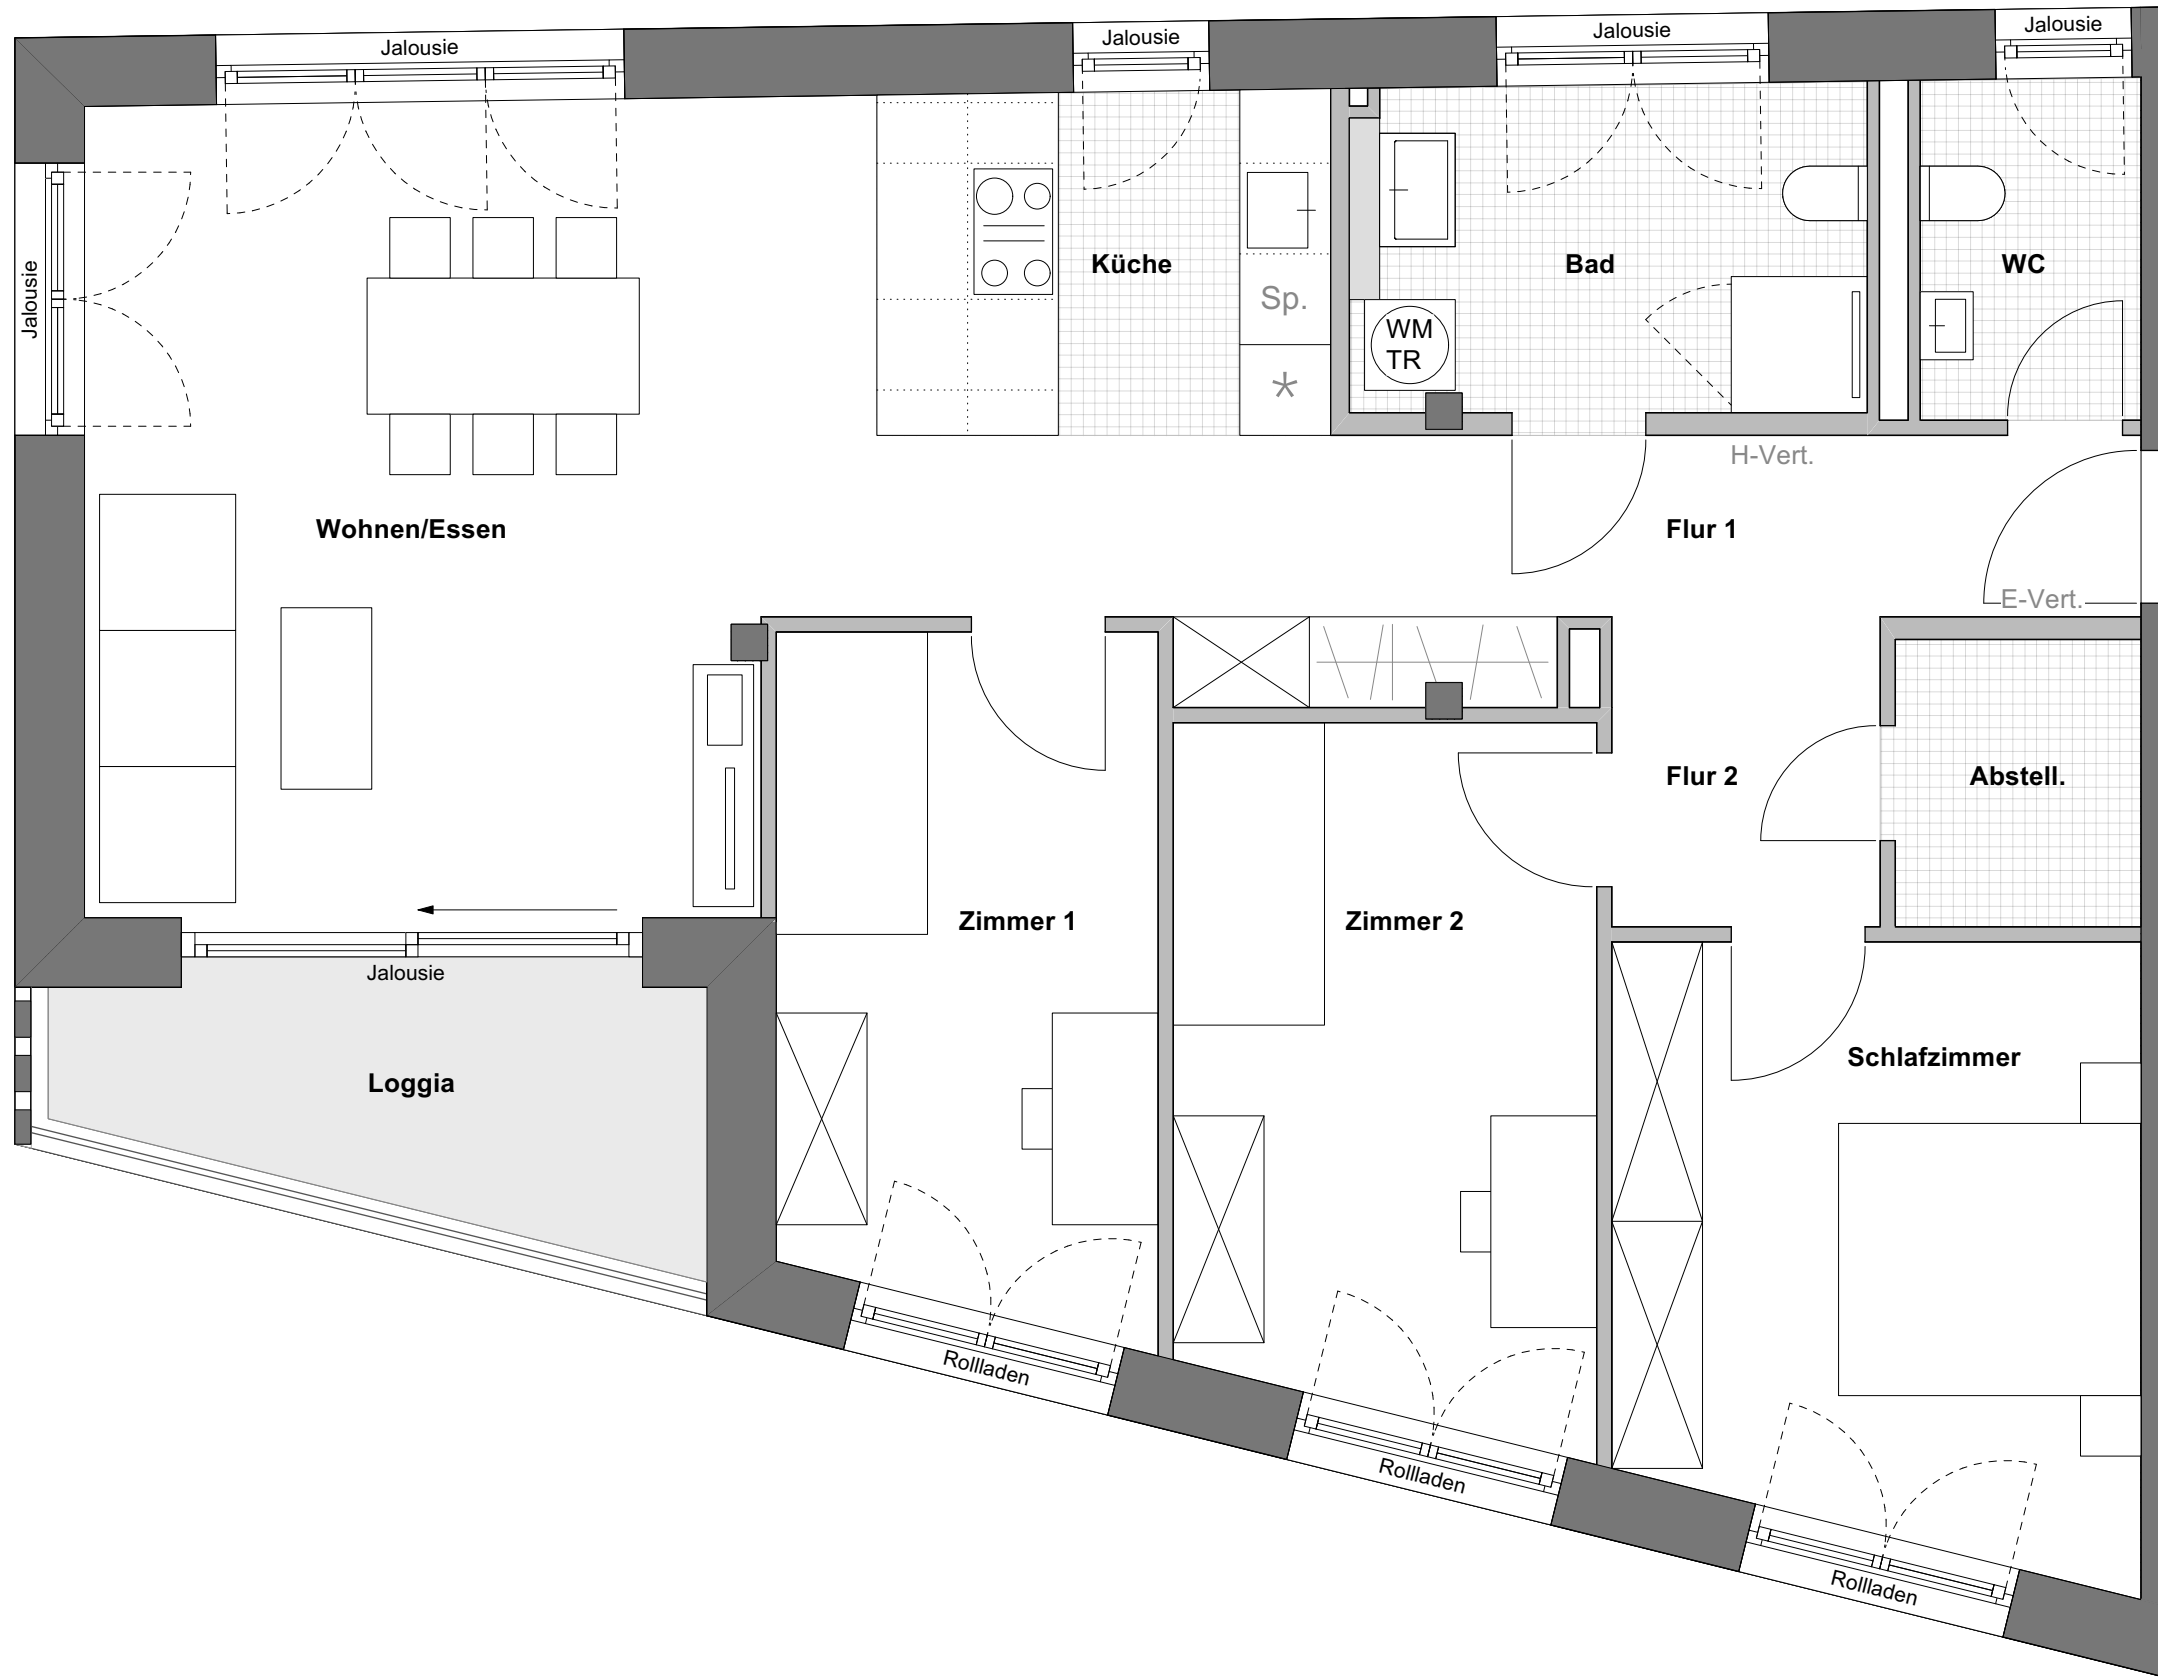 Jalousie
Jalousie
Jalousie
Jalousie
Jalousie
Küche
Bad
WC
Sp.
WM
TR
H-Vert.
Wohnen/Essen
Flur 1
E-Vert.
Flur 2
Abstell.
Zimmer 1
Zimmer 2
Jalousie
Schlafzimmer
Loggia
Rollladen
Rollladen
Rollladen